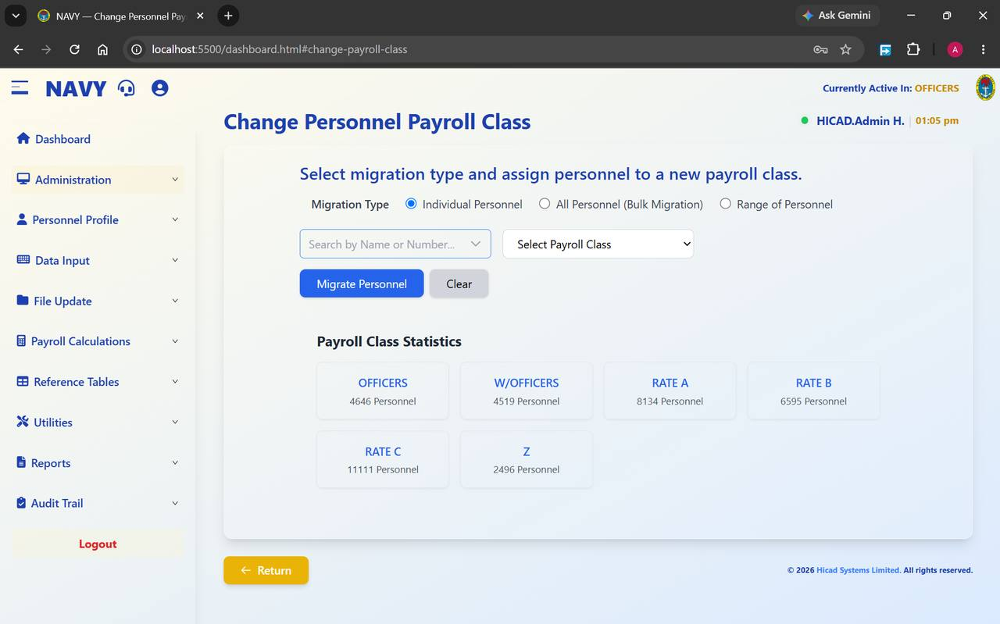 NAVY — Change Personnel Pay
Ask Gemini
localhost:5500/dashboard.html#change-payroll-class
A
NAVY
Currently Active In: OFFICERS
Change Personnel Payroll Class
HICAD.Admin H. | 01:05 pm
Dashboard
Administration
Personnel Profile
Data Input
File Update
Payroll Calculations
Reference Tables
Utilities
Reports
Audit Trail
Logout
Select migration type and assign personnel to a new payroll class.
Migration Type Individual Personnel All Personnel (Bulk Migration) Range of Personnel
Search by Name or Number... Select Payroll Class
Migrate Personnel Clear
Payroll Class Statistics
OFFICERS
4646 Personnel
W/OFFICERS
4519 Personnel
RATE A
8134 Personnel
RATE B
6595 Personnel
RATE C
11111 Personnel
Z
2496 Personnel
Return
© 2026 Hicad Systems Limited. All rights reserved.